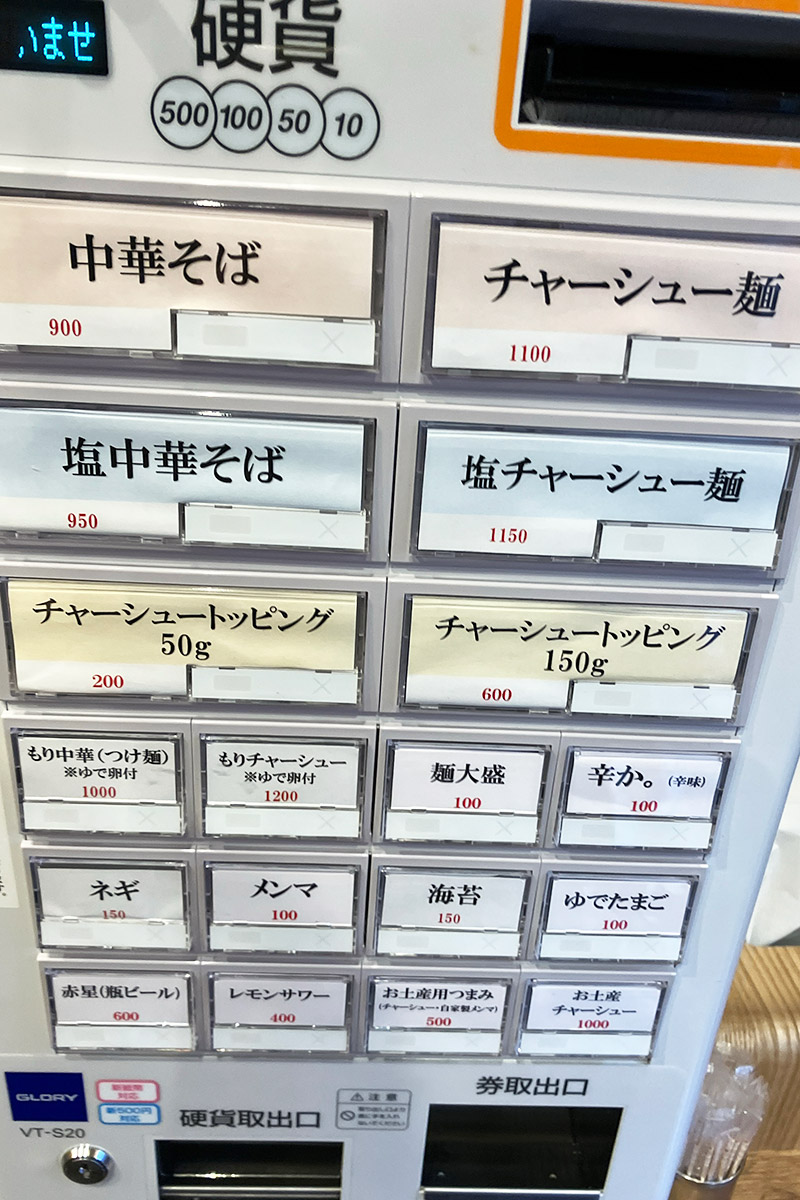 いませ
硬貨
500 100 50 10
中華そば
900
チャーシュー麺
1100
塩中華そば
950
塩チャーシュー麺
1150
チャーシュートッピング
50g
200
チャーシュートッピング
150g
600
もり中華(つけ麺)
※ゆで卵付
1000
もりチャーシュー
※ゆで卵付
1200
麺大盛
100
辛か。(辛味)
100
ネギ
150
メンマ
100
海苔
150
ゆでたまご
100
赤星(瓶ビール)
600
レモンサワー
400
お土産用つまみ
(チャーシュー・自家製メンマ)
500
お土産
チャーシュー
1000
GLORY
VT-S20
新紙幣
対応
新500円
対応
硬貨取出口
注意
券取出口